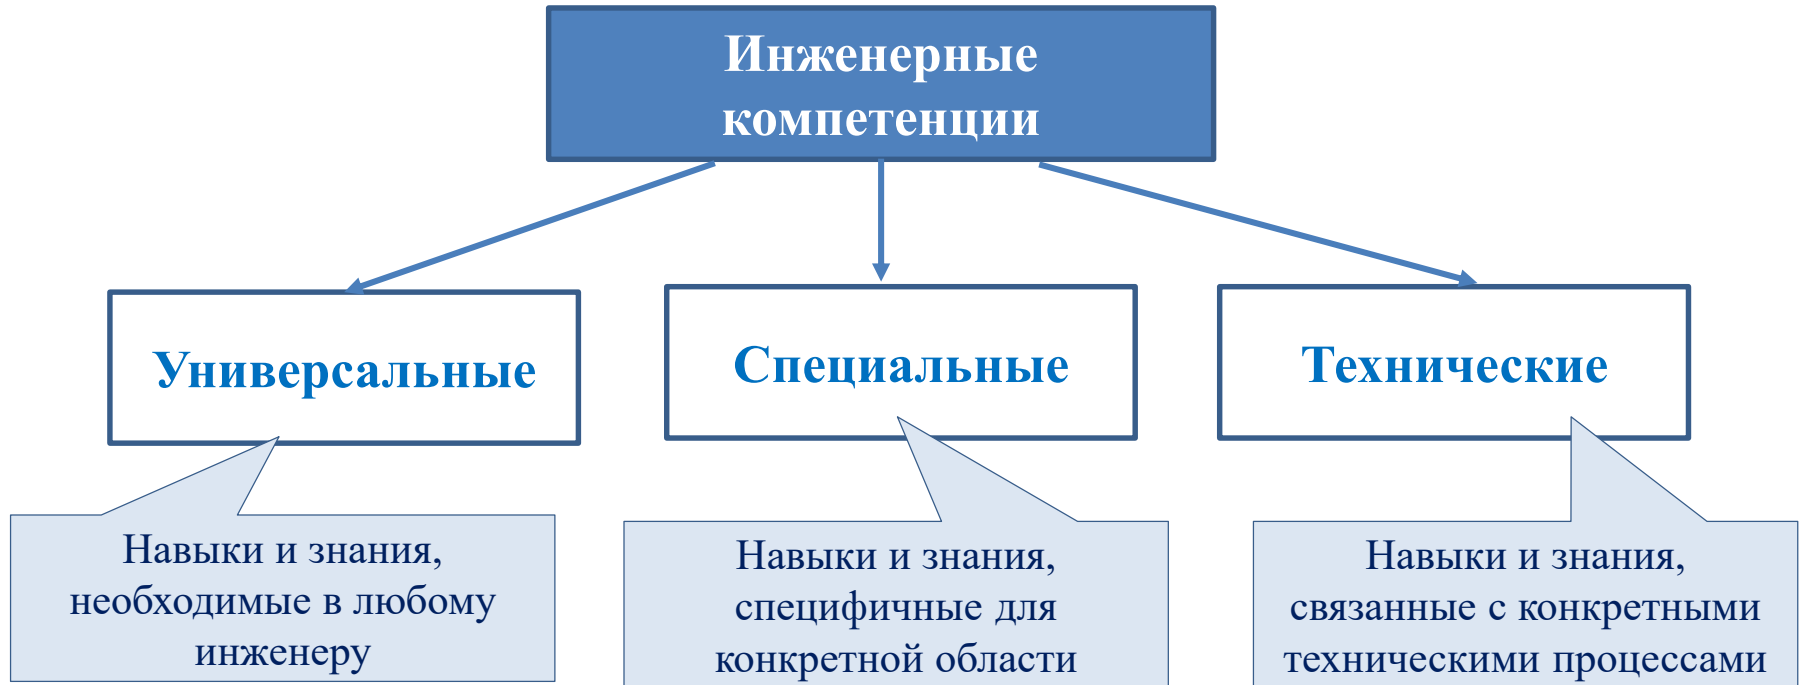 Инженерные
компетенции
Универсальные
Специальные
Технические
Навыки и знания,
необходимые в любому
инженеру
Навыки и знания,
специфичные для
конкретной области
Навыки и знания,
связанные с конкретными
техническими процессами